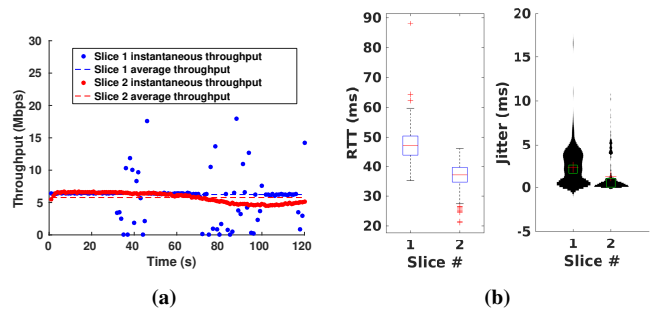 30
25
20
15
10
5
0
Throughput (Mbps)
Slice 1 instantaneous throughput
Slice 1 average throughput
Slice 2 instantaneous throughput
Slice 2 average throughput
0 20 40 60 80 100 120
Time (s)
(a)
90
80
70
60
50
40
30
20
RTT (ms)
1 2
Slice #
20
15
10
5
0
-5
Jitter (ms)
1 2
Slice #
(b)